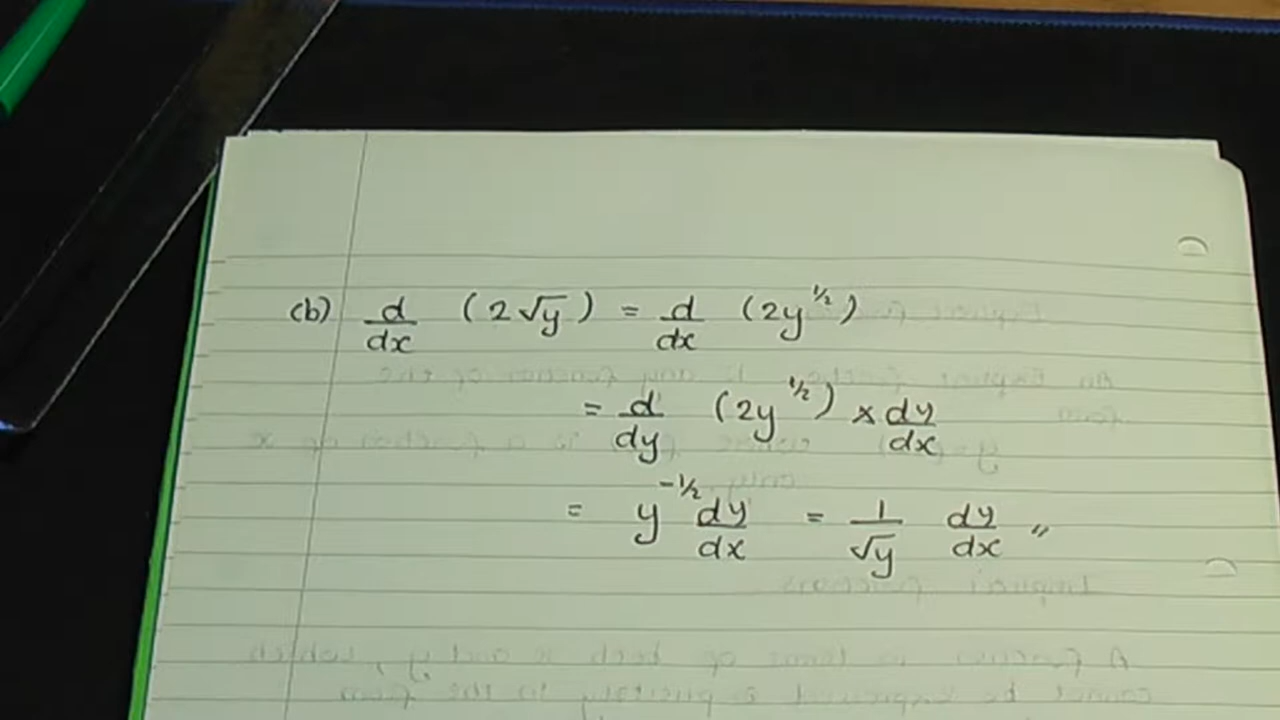 (b) d/dx (2√y) = d/dx (2y^½)
= d/dy (2y^½) × dy/dx
= y^-½ dy/dx = 1/√y dy/dx "